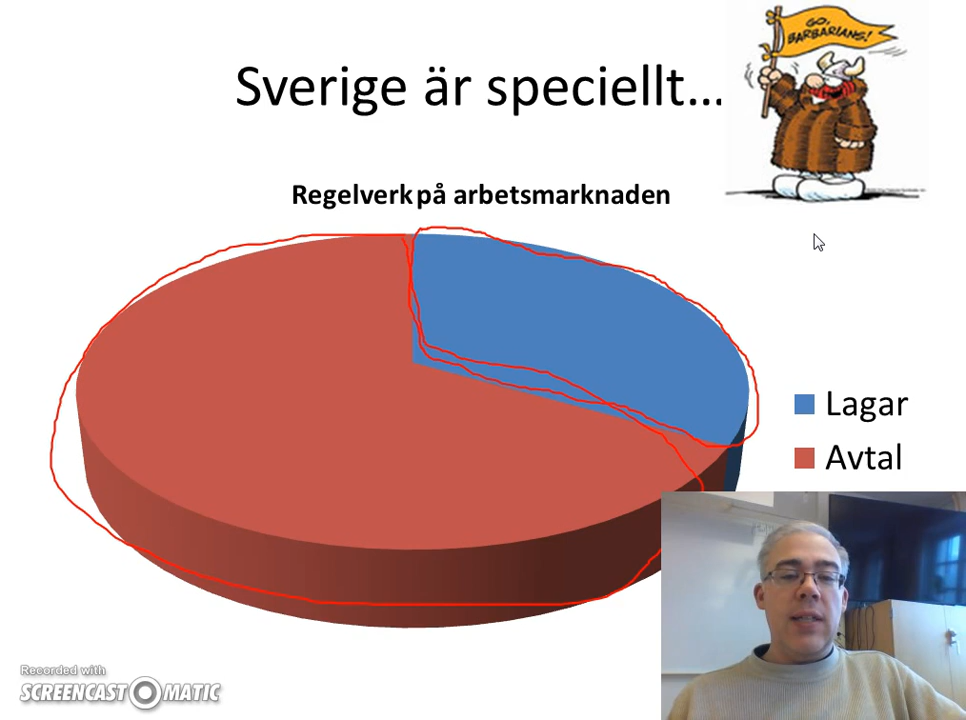 GO,
BARBARIANS!
Sverige är speciellt...
Regelverk på arbetsmarknaden
Lagar
Avtal
Recorded with
SCREENCAST-O-MATIC